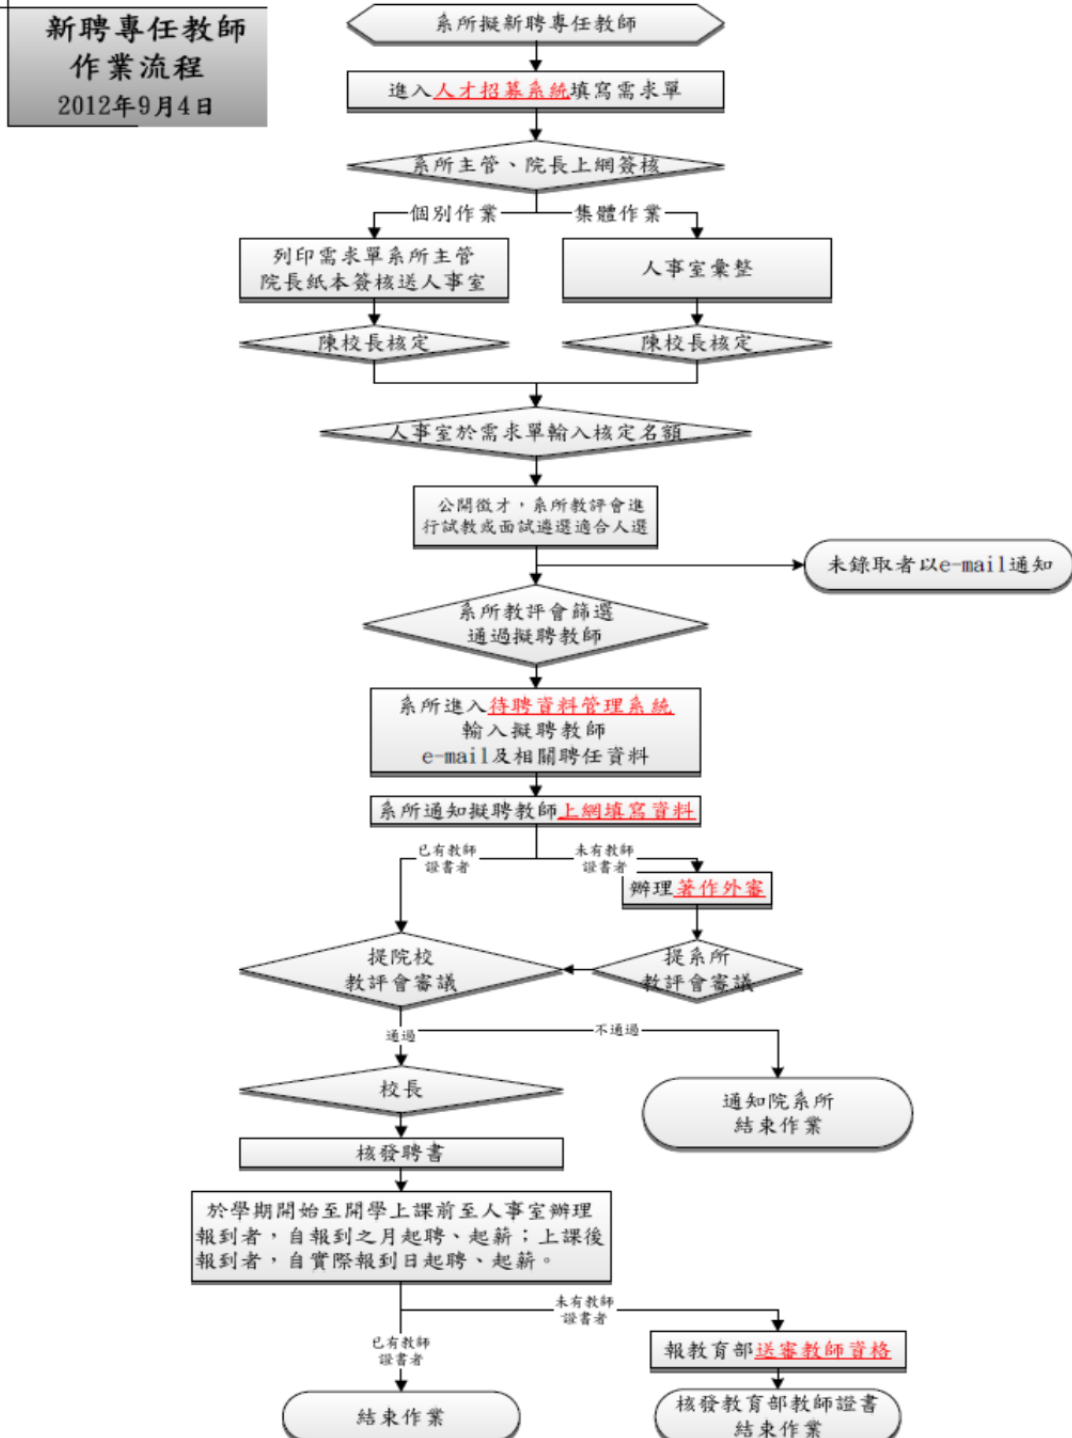 新聘專任教師
作業流程
2012年9月4日
系所擬新聘專任教師
進入人才招募系統填寫需求單
系所主管、院長上網簽核
個別作業
集體作業
列印需求單系所主管
院長紙本簽核送人事室
人事室彙整
陳校長核定
陳校長核定
人事室於需求單輸入核定名額
公開徵才，系所教評會進
行試教或面試遴選適合人選
未錄取者以e-mail通知
系所教評會篩選
通過擬聘教師
系所進入待聘資料管理系統
輸入擬聘教師
e-mail及相關聘任資料
系所通知擬聘教師上網填寫資料
已有教師
證書者
未有教師
證書者
辦理著作外審
提院校
教評會審議
提系所
教評會審議
通過
不通過
校長
通知院系所
結束作業
核發聘書
於學期開始至開學上課前至人事室辦理
報到者，自報到之月起聘、起薪；上課後
報到者，自實際報到日起聘、起薪。
未有教師
證書者
已有教師
證書者
報教育部送審教師資格
結束作業
核發教育部教師證書
結束作業